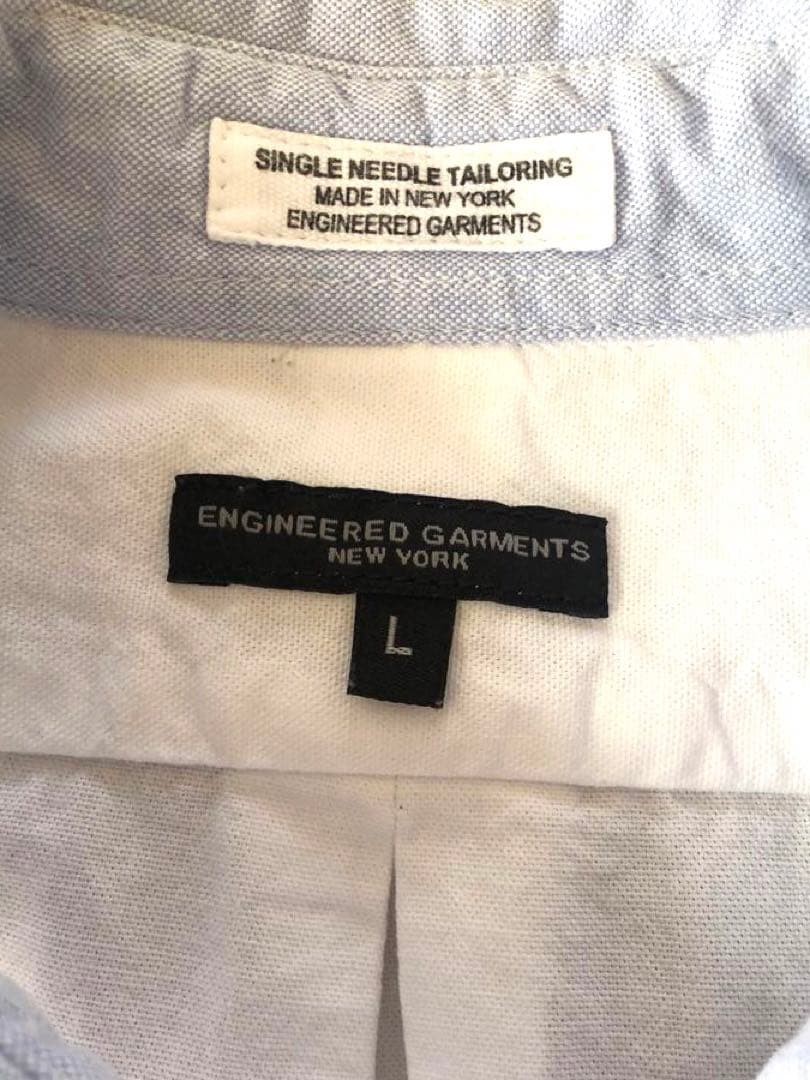 SINGLE NEEDLE TAILORING
MADE IN NEW YORK
ENGINEERED GARMENTS
ENGINEERED GARMENTS
NEW YORK
L